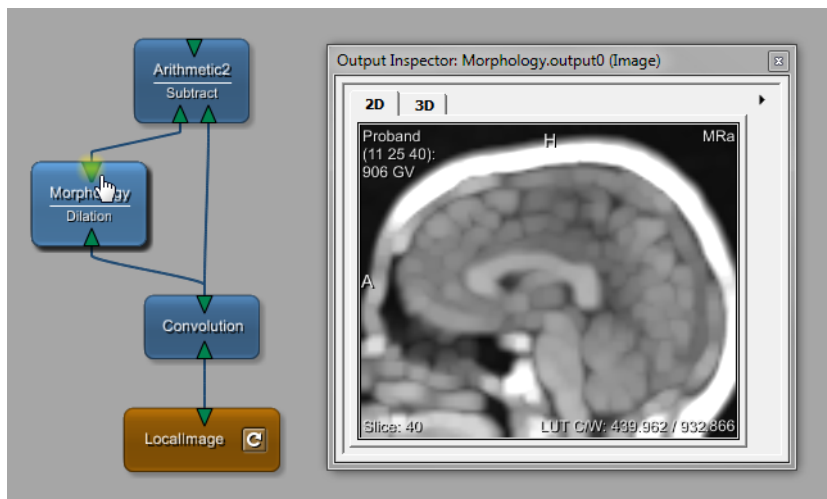 Arithmetic2
Subtract
Morphology
Dilation
Convolution
LocalImage
Output Inspector: Morphology.output0 (Image)
2D
3D
Proband
(11 25 40):
906 GV
H
MRa
A
Slice: 40
LUT C/W: 439.962 / 932.866